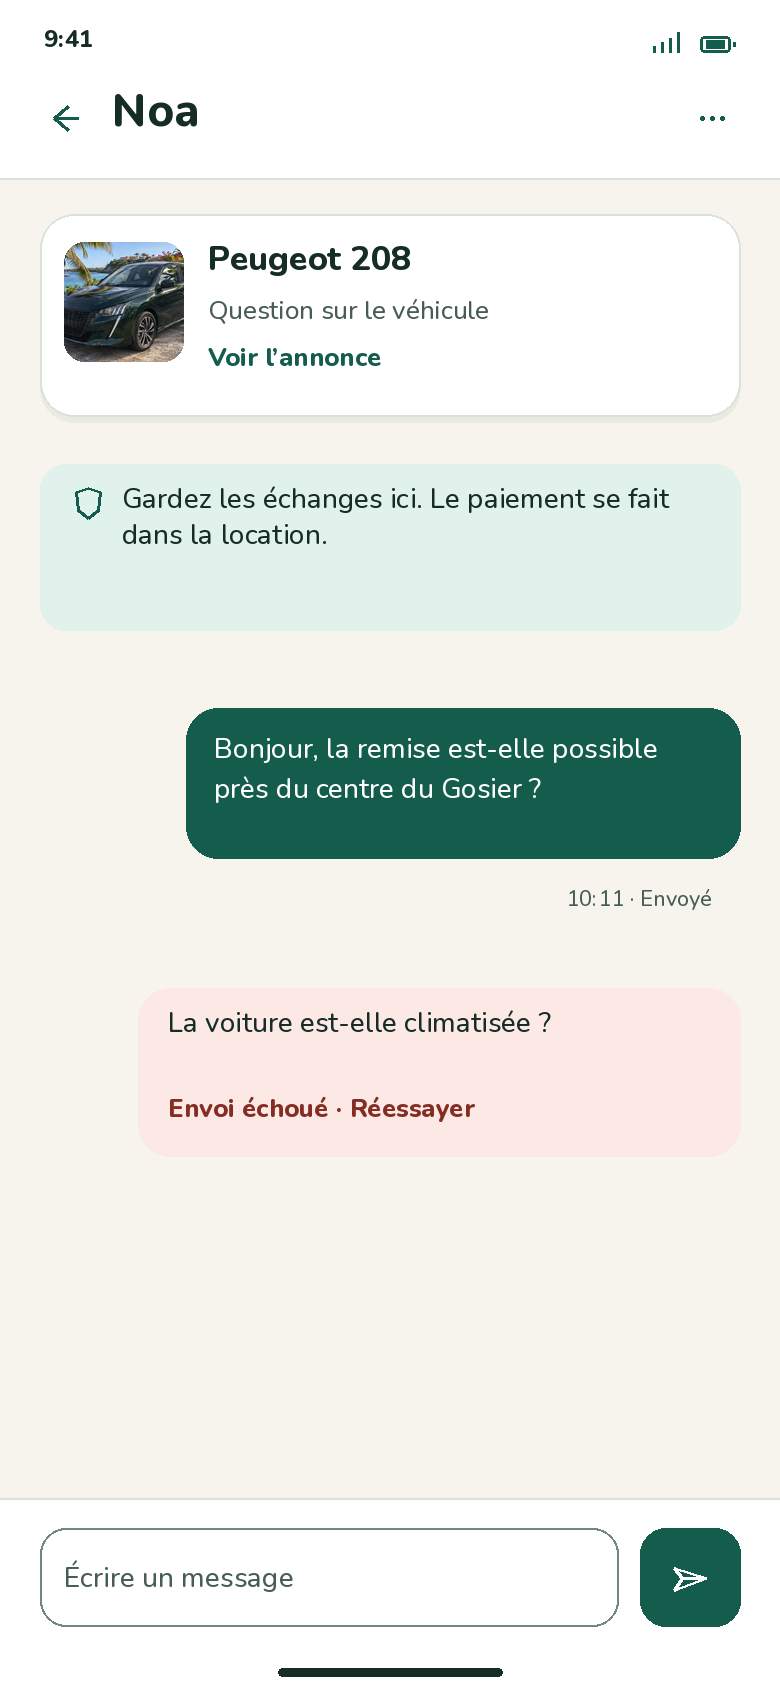 9:41
Noa
Peugeot 208
Question sur le véhicule
Voir l’annonce
Gardez les échanges ici. Le paiement se fait
dans la location.
Bonjour, la remise est-elle possible
près du centre du Gosier ?
10:11 · Envoyé
La voiture est-elle climatisée ?
Envoi échoué · Réessayer
Écrire un message